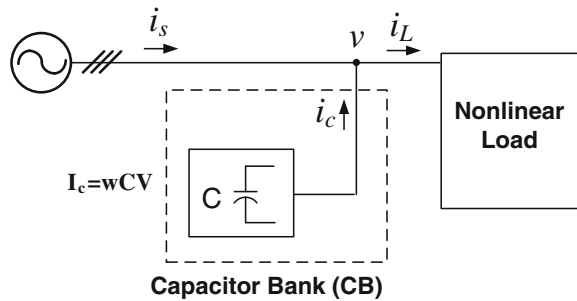 i_s
v
i_L
i_c
Nonlinear
Load
I_c=wCV
C
Capacitor Bank (CB)